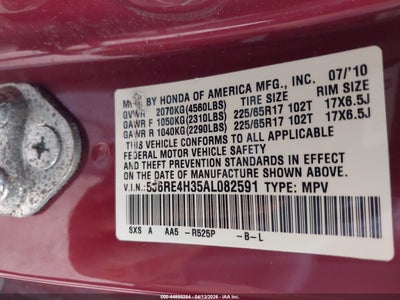 MFD. BY HONDA OF AMERICA MFG., INC. 07/'10
GVWR 2070KG(4560LBS) TIRE SIZE RIM SIZE
GAWR F 1050KG(2310LBS) 225/65R17 102T 17X6.5J
GAWR R 1040KG(2290LBS) 225/65R17 102T 17X6.5J
THIS VEHICLE CONFORMS TO ALL APPLICABLE
FEDERAL MOTOR VEHICLE SAFETY
AND THEFT PREVENTION STANDARDS IN EFFECT
ON THE DATE OF MANUFACTURE SHOWN ABOVE.
V.I.N: 5J6RE4H35AL082591 TYPE: MPV
SXS A AA5 -R525P -B-L